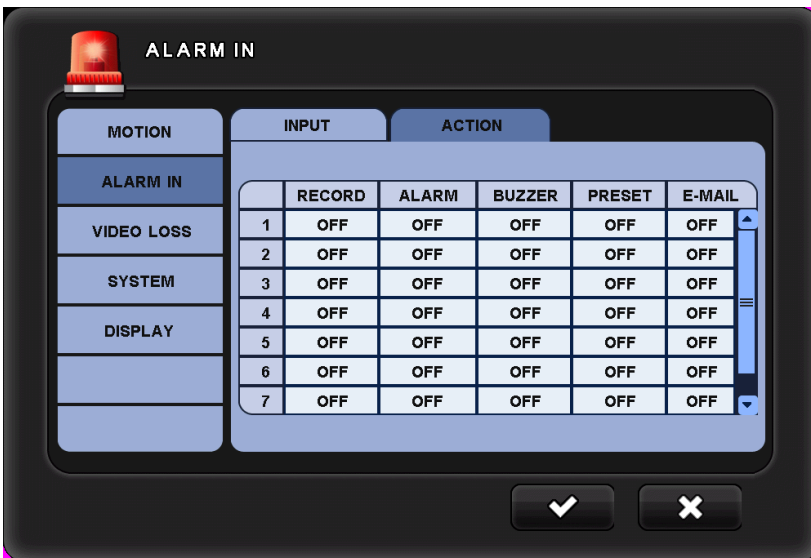 ALARM IN
MOTION
ALARM IN
VIDEO LOSS
SYSTEM
DISPLAY
INPUT ACTION
RECORD ALARM BUZZER PRESET E-MAIL
1 OFF OFF OFF OFF OFF
2 OFF OFF OFF OFF OFF
3 OFF OFF OFF OFF OFF
4 OFF OFF OFF OFF OFF
5 OFF OFF OFF OFF OFF
6 OFF OFF OFF OFF OFF
7 OFF OFF OFF OFF OFF